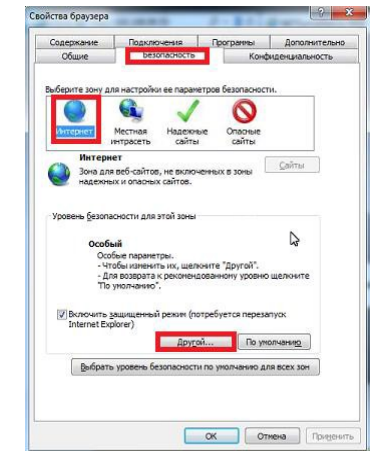 Свойства браузера
Содержание Подключения Программы Дополнительно
Общие Безопасность Конфиденциальность
Выберите зону для настройки ее параметров безопасности.
Интернет Местная интрасеть Надежные сайты Опасные сайты
Интернет
Зона для веб-сайтов, не включенных в зоны
надежных и опасных сайтов.
Сайты
Уровень безопасности для этой зоны
Особый
Особые параметры.
- Чтобы изменить их, щелкните "Другой".
- Для возврата к рекомендованному уровню щелкните
"По умолчанию".
Включить защищенный режим (потребуется перезапуск
Internet Explorer)
Другой... По умолчанию
Выбрать уровень безопасности по умолчанию для всех зон
ОК Отмена Применить